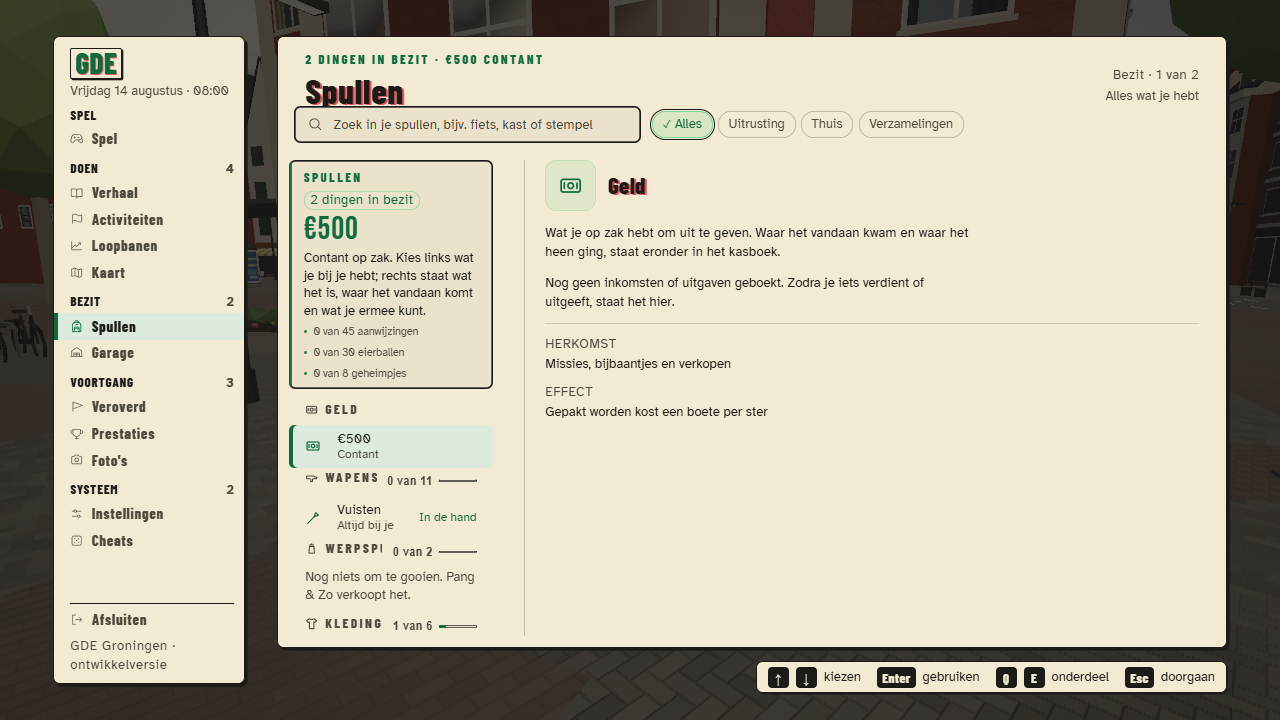 GDE
Vrijdag 14 augustus · 08:00
SPEL
Spel
DOEN 4
Verhaal
Activiteiten
Loopbanen
Kaart
BEZIT 2
Spullen
Garage
VOORTGANG 3
Veroverd
Prestaties
Foto's
SYSTEEM 2
Instellingen
Cheats
Afsluiten
GDE Groningen ·
ontwikkelversie
2 DINGEN IN BEZIT · €500 CONTANT
Spullen
Bezit · 1 van 2
Alles wat je hebt
Zoek in je spullen, bijv. fiets, kast of stempel
✓ Alles
Uitrusting
Thuis
Verzamelingen
SPULLEN
2 dingen in bezit
€500
Contant op zak. Kies links wat
je bij je hebt; rechts staat wat
het is, waar het vandaan komt
en wat je ermee kunt.
• 0 van 45 aanwijzingen
• 0 van 30 eierballen
• 0 van 8 geheimpjes
GELD
€500
Contant
WAPENS 0 van 11
Vuisten
Altijd bij je
In de hand
WERPSP 0 van 2
Nog niets om te gooien. Pang
& Zo verkoopt het.
KLEDING 1 van 6
Geld
Wat je op zak hebt om uit te geven. Waar het vandaan kwam en waar het
heen ging, staat eronder in het kasboek.
Nog geen inkomsten of uitgaven geboekt. Zodra je iets verdient of
uitgeeft, staat het hier.
HERKOMST
Missies, bijbaantjes en verkopen
EFFECT
Gepakt worden kost een boete per ster
↑ ↓ kiezen Enter gebruiken Q E onderdeel Esc doorgaan